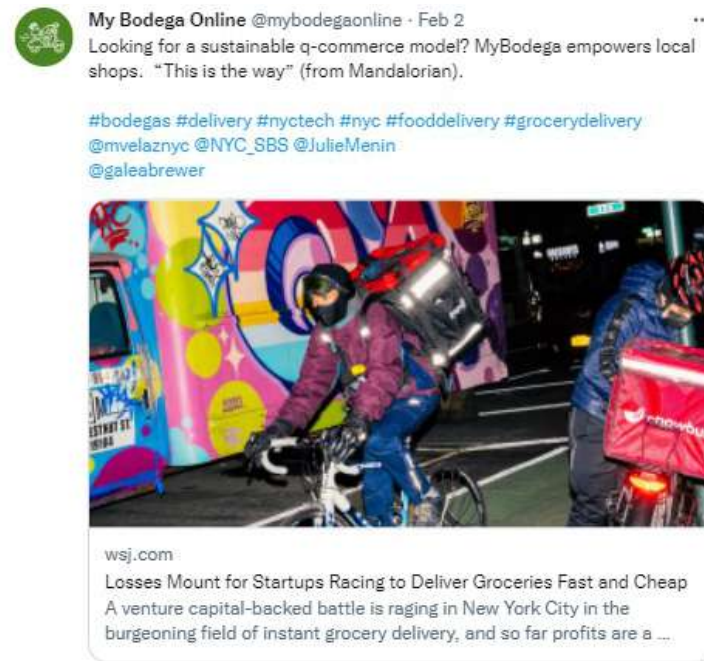 My Bodega Online @mybodegaonline · Feb 2
Looking for a sustainable q-commerce model? MyBodega empowers local
shops. “This is the way” (from Mandalorian).
#bodegas #delivery #nyctech #nyc #fooddelivery #grocerydelivery
@mvelaznyc @NYC_SBS @JulieMenin
@galeabrewer
chowbu
wsj.com
Losses Mount for Startups Racing to Deliver Groceries Fast and Cheap
A venture capital-backed battle is raging in New York City in the
burgeoning field of instant grocery delivery, and so far profits are a ...